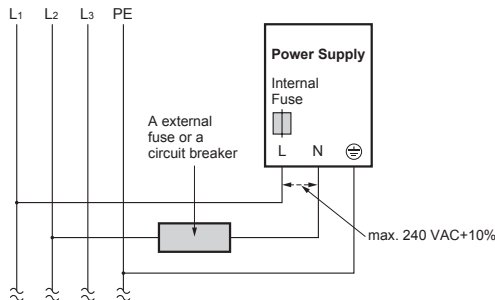 L1 L2 L3 PE
Power Supply
Internal
Fuse
A external
fuse or a
circuit breaker
L N
max. 240 VAC+10%